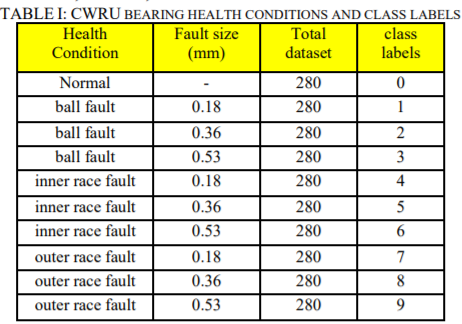 TABLE I: CWRU BEARING HEALTH CONDITIONS AND CLASS LABELS
Health Condition Fault size (mm) Total dataset class labels
Normal - 280 0
ball fault 0.18 280 1
ball fault 0.36 280 2
ball fault 0.53 280 3
inner race fault 0.18 280 4
inner race fault 0.36 280 5
inner race fault 0.53 280 6
outer race fault 0.18 280 7
outer race fault 0.36 280 8
outer race fault 0.53 280 9